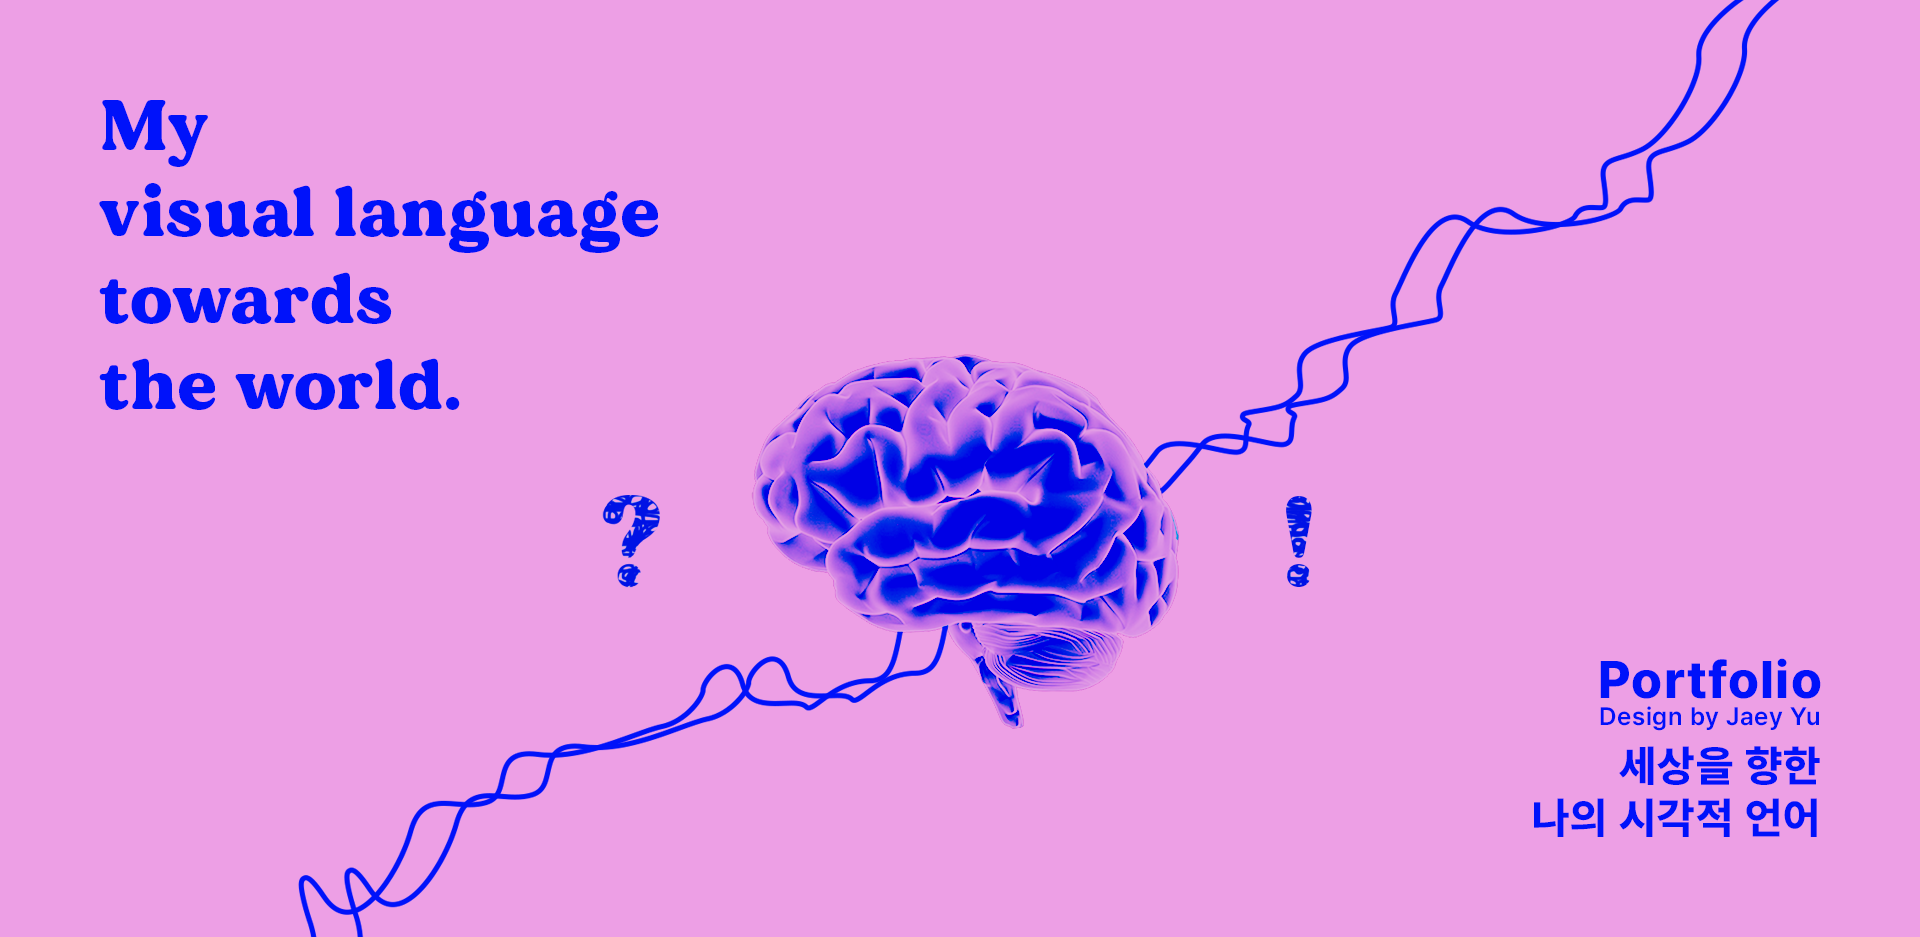 My
visual language
towards
the world.
?
!
Portfolio
Design by Jaey Yu
세상을 향한
나의 시각적 언어